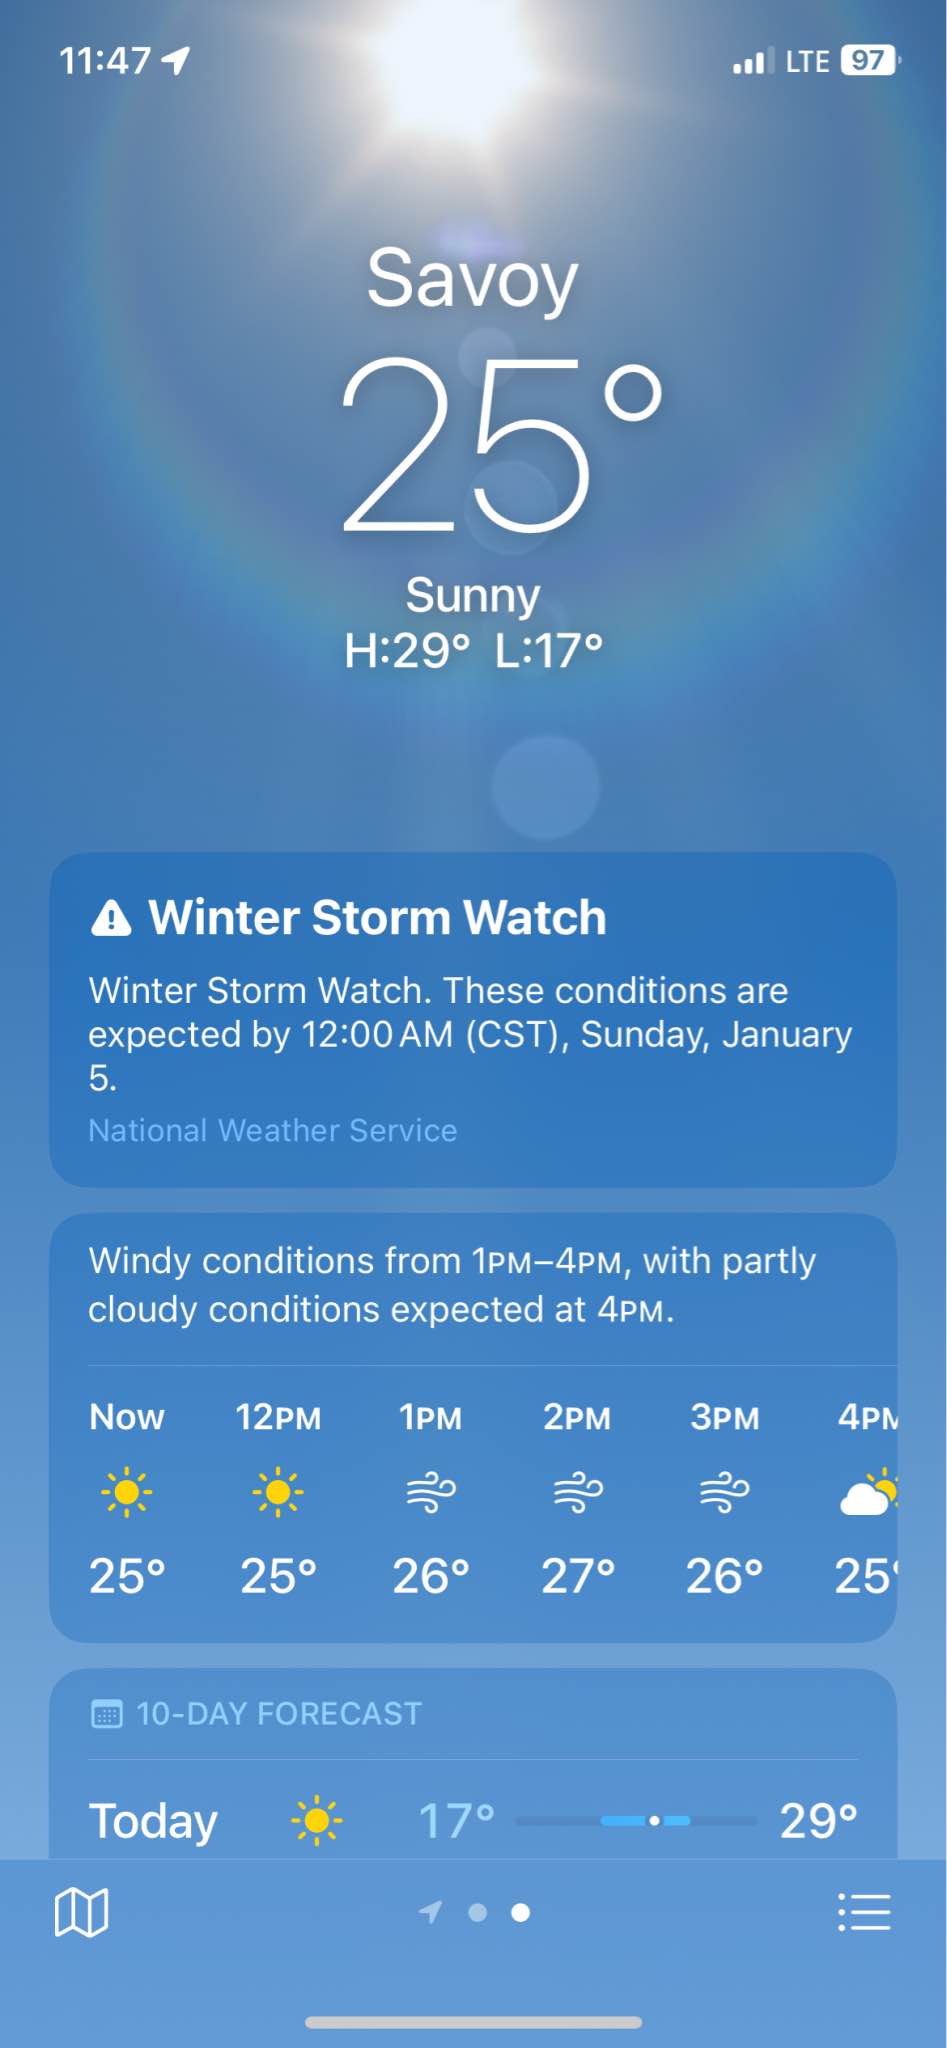 11:47 LTE 97
Savoy
25°
Sunny
H:29° L:17°
Winter Storm Watch
Winter Storm Watch. These conditions are
expected by 12:00 AM (CST), Sunday, January
5.
National Weather Service
Windy conditions from 1PM–4PM, with partly
cloudy conditions expected at 4PM.
Now 12PM 1PM 2PM 3PM 4PM
25° 25° 26° 27° 26° 25°
10-DAY FORECAST
Today 17° 29°